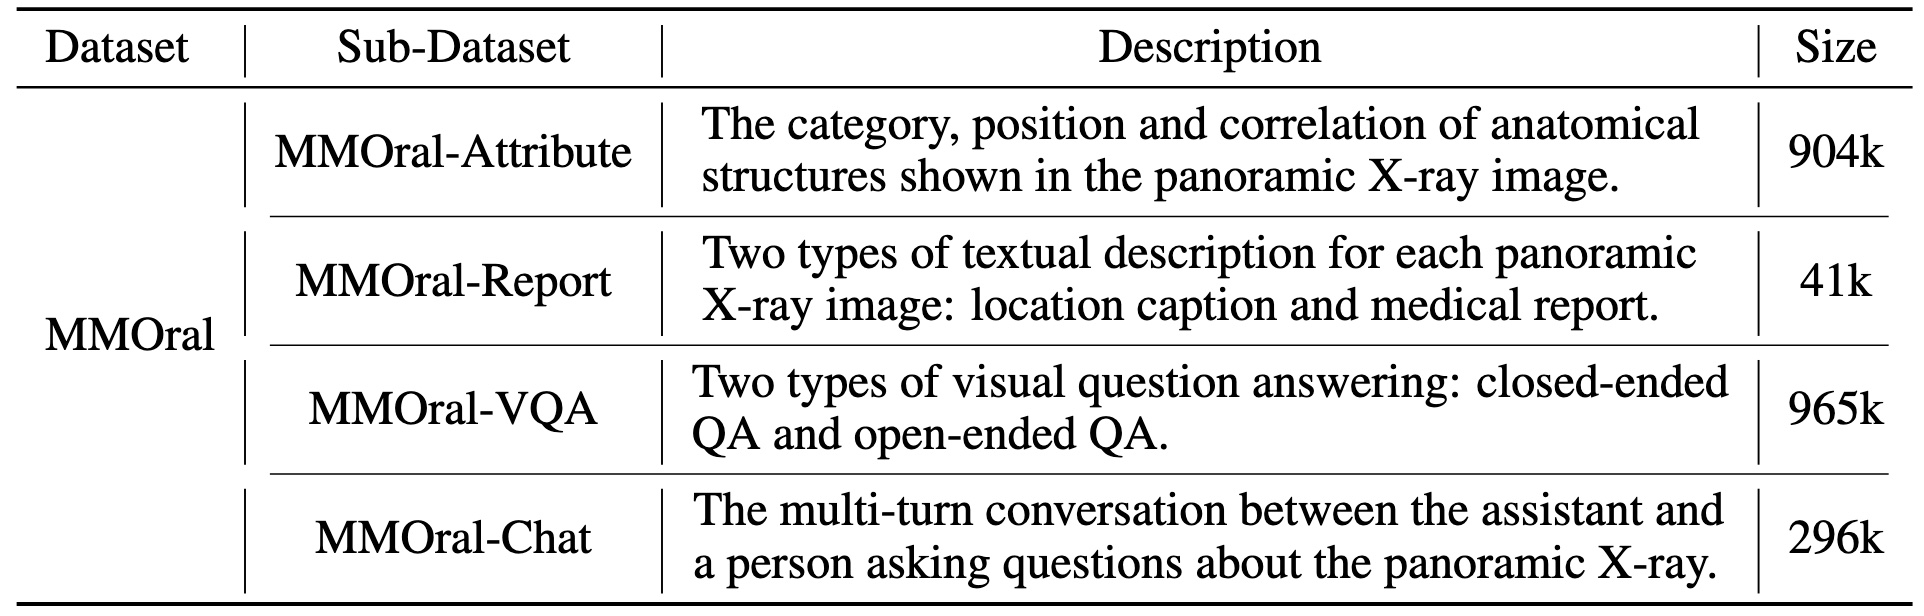 Dataset Sub-Dataset Description Size
MMOral
MMOral-Attribute
The category, position and correlation of anatomical
structures shown in the panoramic X-ray image.
904k
MMOral-Report
Two types of textual description for each panoramic
X-ray image: location caption and medical report.
41k
MMOral-VQA
Two types of visual question answering: closed-ended
QA and open-ended QA.
965k
MMOral-Chat
The multi-turn conversation between the assistant and
a person asking questions about the panoramic X-ray.
296k